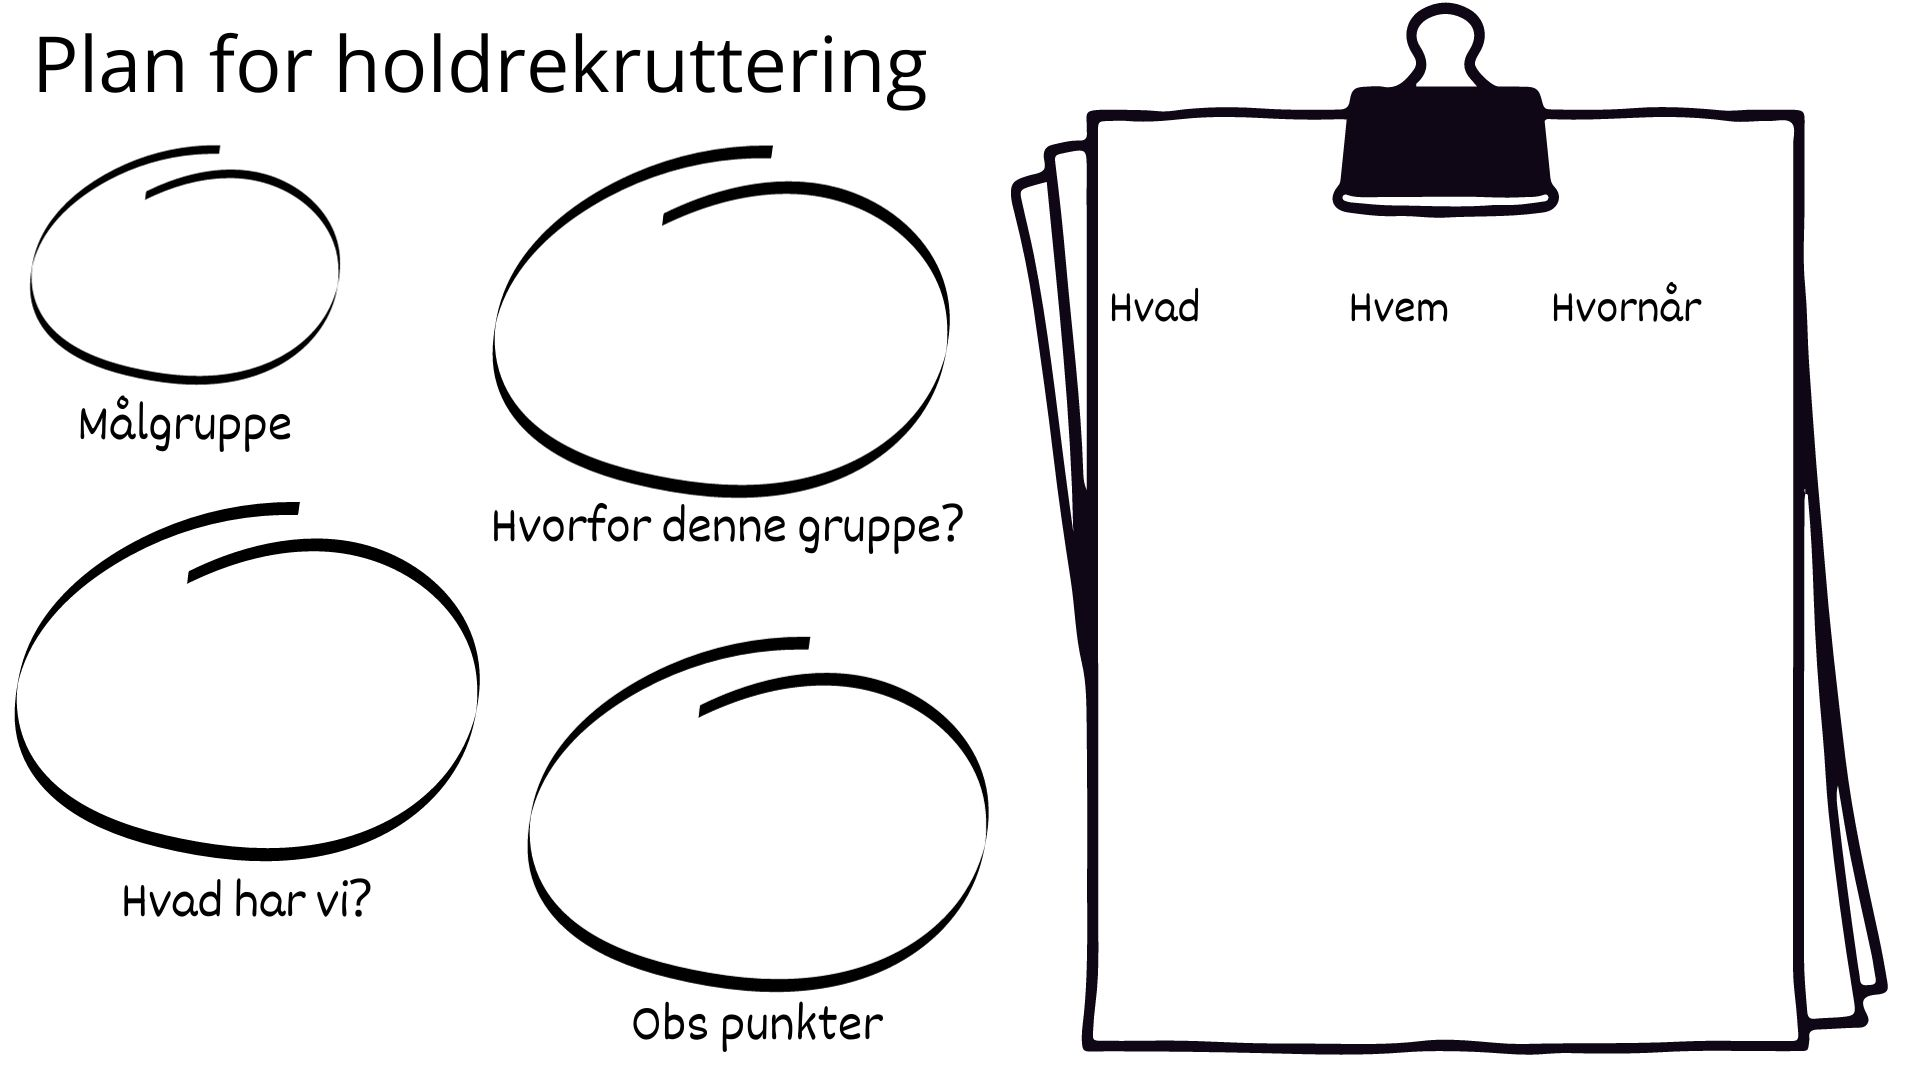 Plan for holdrekruttering
Målgruppe
Hvorfor denne gruppe?
Hvad har vi?
Obs punkter
Hvad Hvem Hvornår